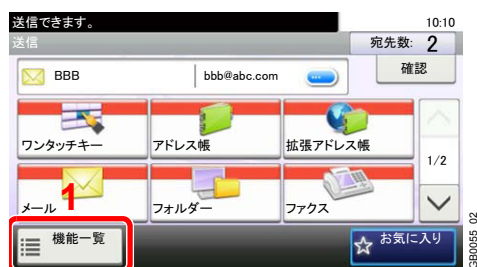 送信できます。 10:10
送信 宛先数: 2
BBB bbb@abc.com 確認
ワンタッチキー アドレス帳 拡張アドレス帳
1/2
メール フォルダー ファクス
1
機能一覧 お気に入り
GB0055_02